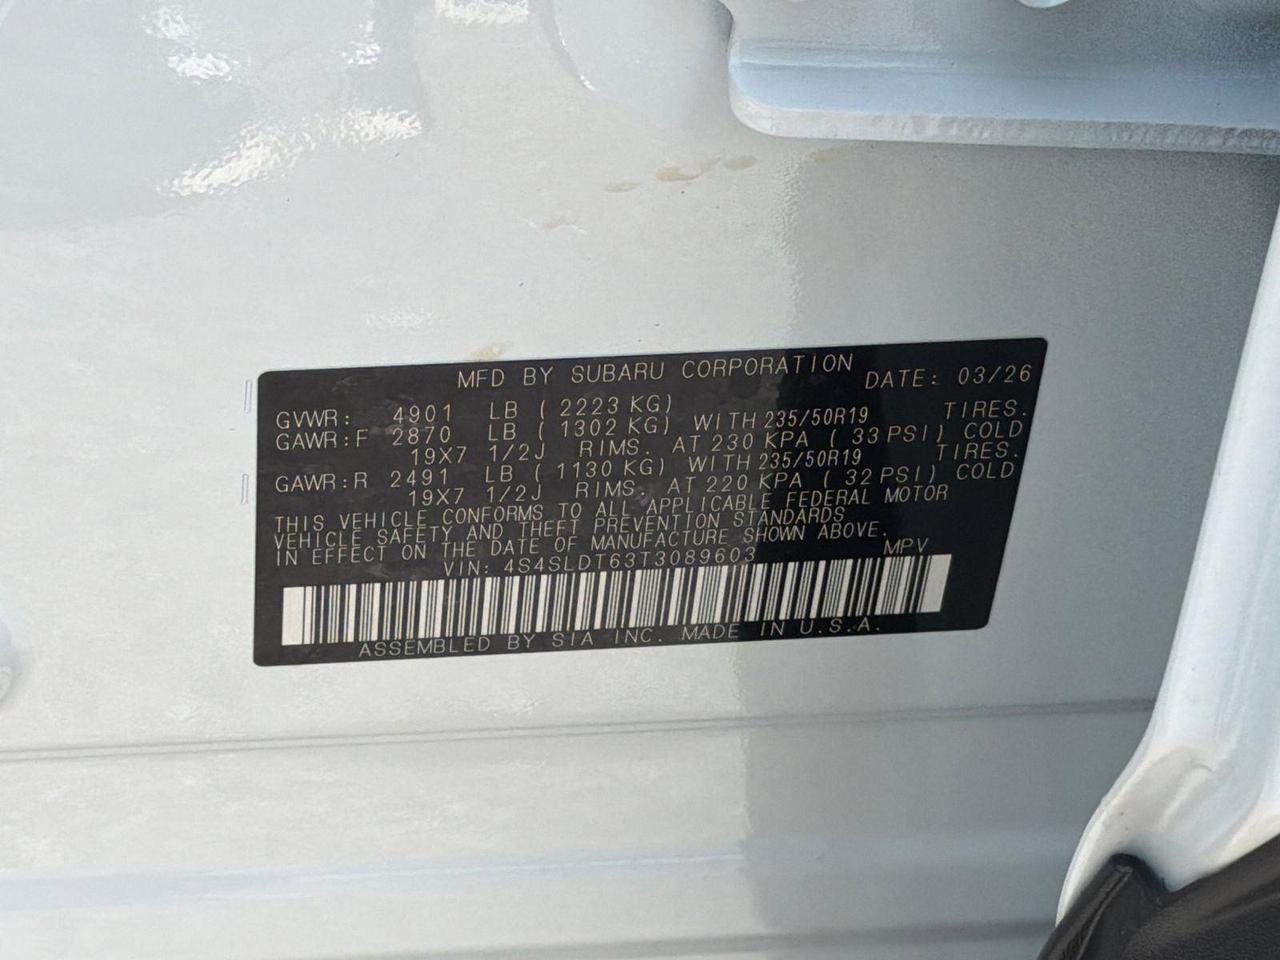 MFD BY SUBARU CORPORATION DATE: 03/26
GVWR: 4901 LB ( 2223 KG)
GAWR:F 2870 LB ( 1302 KG) WITH 235/50R19 TIRES.
19X7 1/2J RIMS. AT 230 KPA ( 33 PSI) COLD
GAWR:R 2491 LB ( 1130 KG) WITH 235/50R19 TIRES.
19X7 1/2J RIMS. AT 220 KPA ( 32 PSI) COLD
THIS VEHICLE CONFORMS TO ALL APPLICABLE FEDERAL MOTOR
VEHICLE SAFETY AND THEFT PREVENTION STANDARDS
IN EFFECT ON THE DATE OF MANUFACTURE SHOWN ABOVE.
VIN: 4S4SLDT63T3089603 MPV
ASSEMBLED BY SIA INC. MADE IN U.S.A.